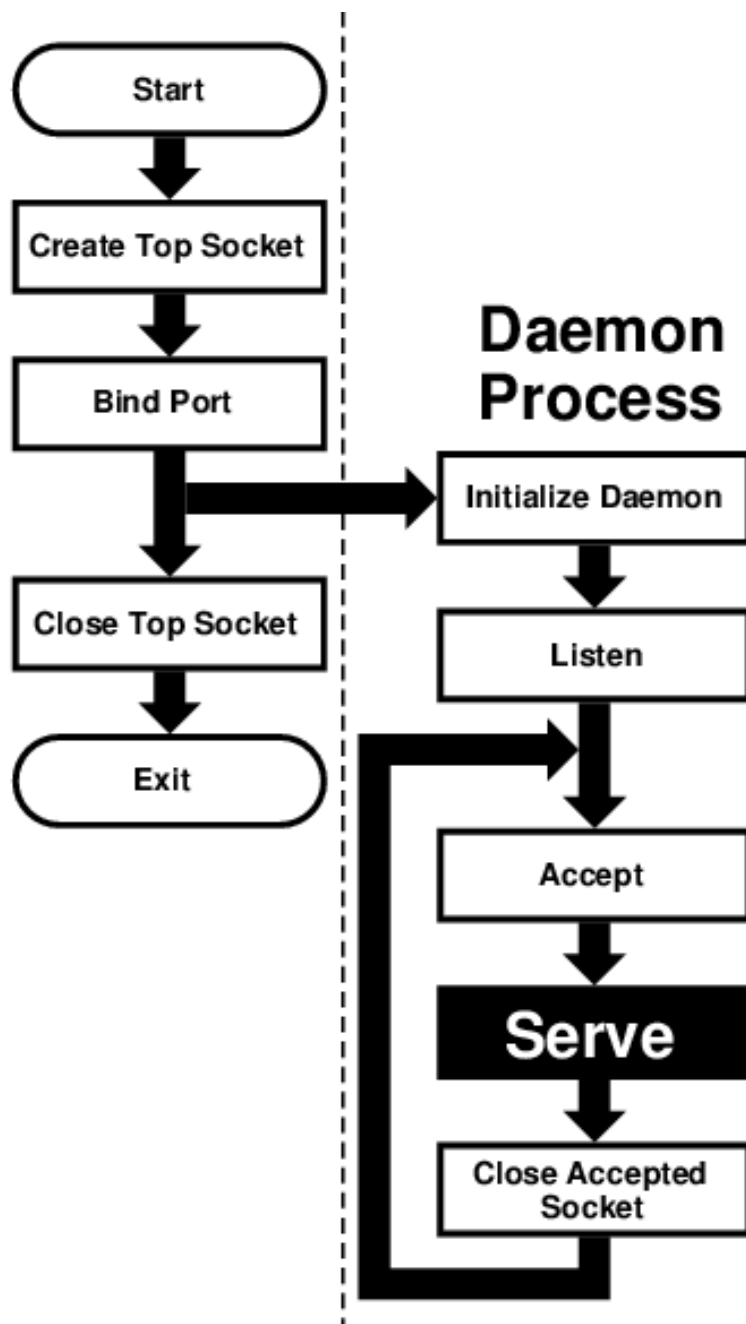 Start
Create Top Socket
Bind Port
Close Top Socket
Exit
Daemon
Process
Initialize Daemon
Listen
Accept
Serve
Close Accepted
Socket